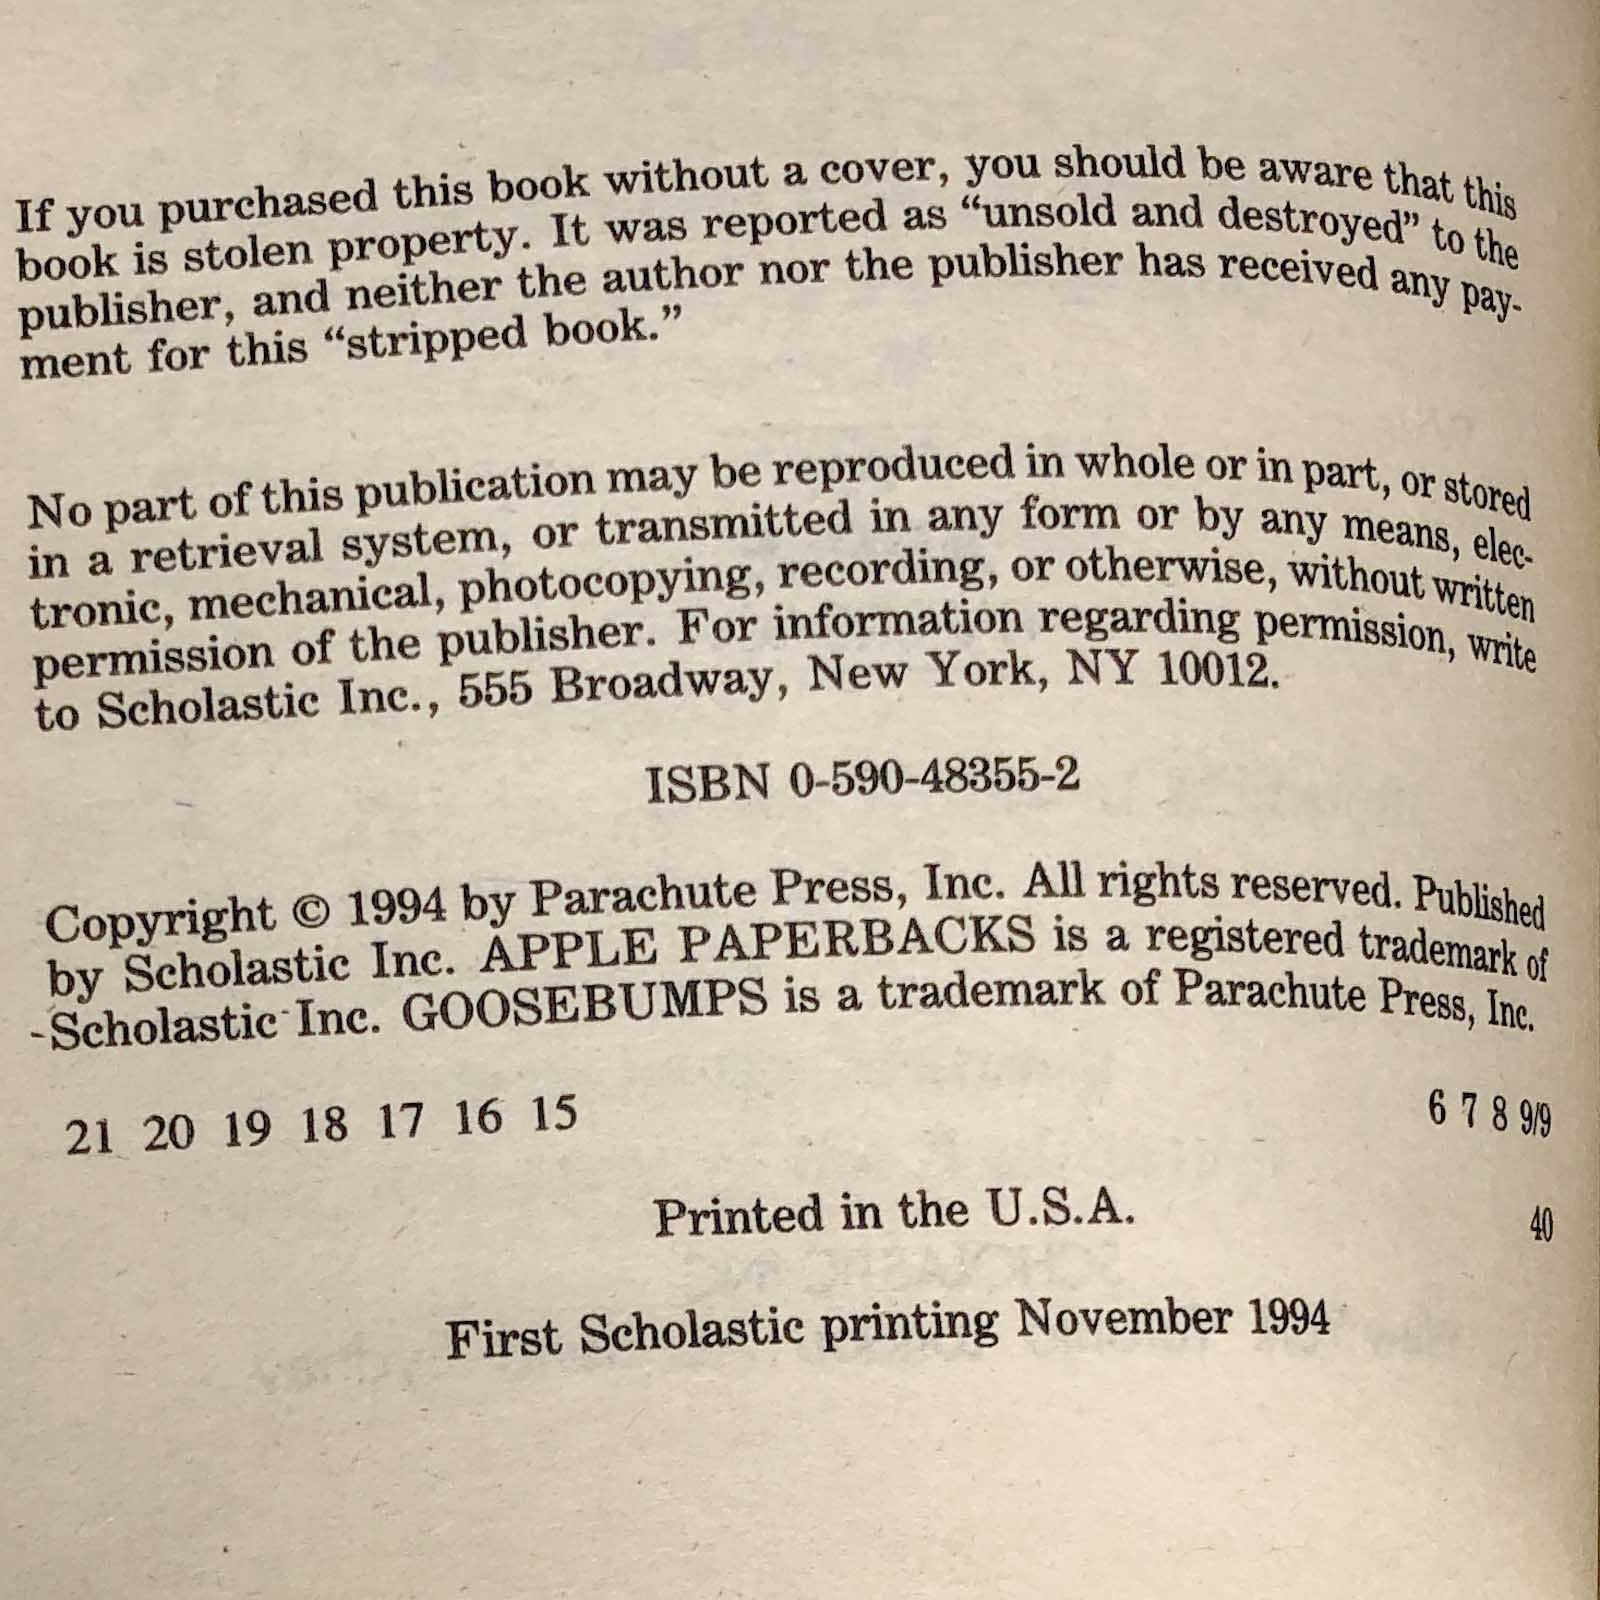 If you purchased this book without a cover, you should be aware that this
book is stolen property. It was reported as “unsold and destroyed” to the
publisher, and neither the author nor the publisher has received any pay-
ment for this “stripped book.”
No part of this publication may be reproduced in whole or in part, or stored
in a retrieval system, or transmitted in any form or by any means, elec-
tronic, mechanical, photocopying, recording, or otherwise, without written
permission of the publisher. For information regarding permission, write
to Scholastic Inc., 555 Broadway, New York, NY 10012.
ISBN 0-590-48355-2
Copyright © 1994 by Parachute Press, Inc. All rights reserved. Published
by Scholastic Inc. APPLE PAPERBACKS is a registered trademark of
Scholastic Inc. GOOSEBUMPS is a trademark of Parachute Press, Inc.
21 20 19 18 17 16 15 6 7 8 9/9
Printed in the U.S.A. 40
First Scholastic printing November 1994